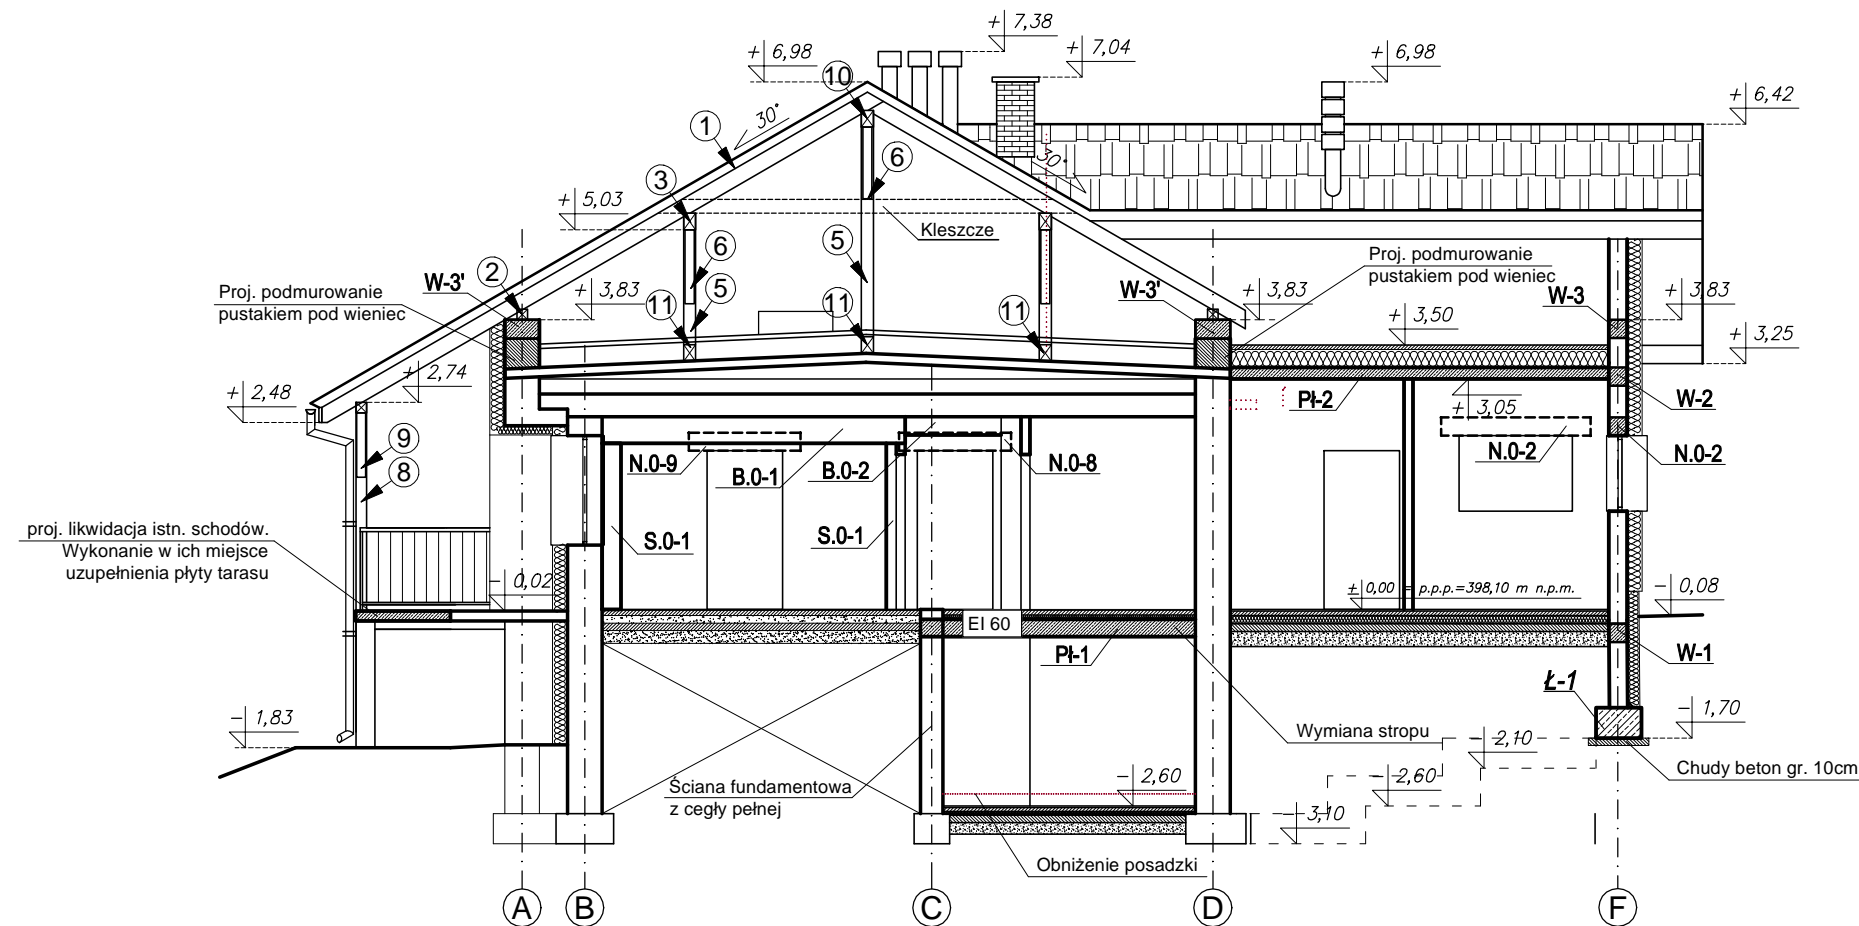 + 7,38
+ 6,98
+ 7,04
+ 6,98
10
+ 6,42
30°
1
30°
6
3
+ 5,03
Kleszcze
6
5
2
W-3'
+ 3,83
5
Proj. podmurowanie
pustakiem pod wieniec
11
11
11
W-3'
+ 3,83
Proj. podmurowanie
pustakiem pod wieniec
W-3
+ 3,83
+ 3,50
+ 3,25
+ 2,74
+ 2,48
Pł-2
+ 3,05
W-2
9
8
N.0-9
B.0-1
B.0-2
N.0-8
N.0-2
N.0-2
proj. likwidacja istn. schodów.
Wykonanie w ich miejsce
uzupełnienia płyty tarasu
S.0-1
S.0-1
- 0,02
± 0,00 = p.p.p.=398,10 m n.p.m.
- 0,08
EI 60
Pł-1
W-1
Ł-1
- 1,83
- 1,70
Wymiana stropu
- 2,10
Chudy beton gr. 10cm
Ściana fundamentowa
z cegły pełnej
- 2,60
- 2,60
- 3,10
Obniżenie posadzki
A
B
C
D
F